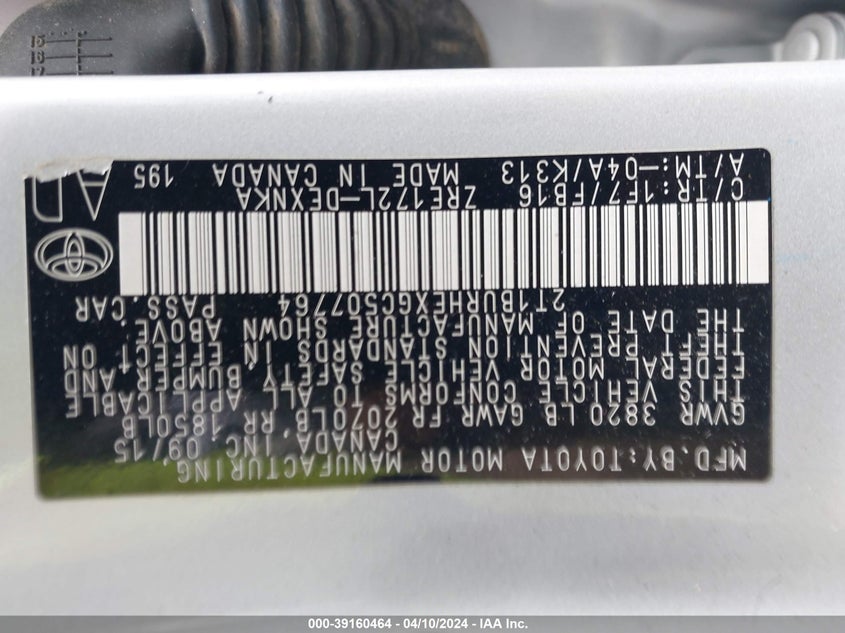 MFD.BY:TOYOTA MOTOR MANUFACTURING
CANADA,INC. 09/15
GVWR 3820 LB GAWR FR 2070LB.RR 1850LB
THIS VEHICLE CONFORMS TO ALL APPLICABLE
FEDERAL MOTOR VEHICLE SAFETY BUMPER,AND
THEFT PREVENTION STANDARDS IN EFFECT ON
THE DATE OF MANUFACTURE SHOWN ABOVE.
2T1BURHEXGC507764 PASS.CAR
C/TR:1F7/FB16 ZRE172L-DEXNKA
A/TM:-04A/K313 MADE IN CANADA 195
000-39160464 - 04/10/2024 - IAA Inc.